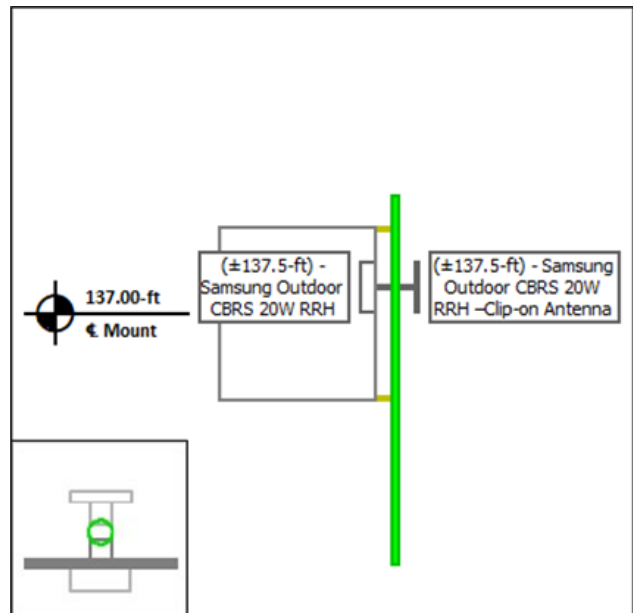 (±137.5-ft) -
Samsung Outdoor
CBRS 20W RRH
(±137.5-ft) - Samsung
Outdoor CBRS 20W
RRH –Clip-on Antenna
137.00-ft
℄ Mount